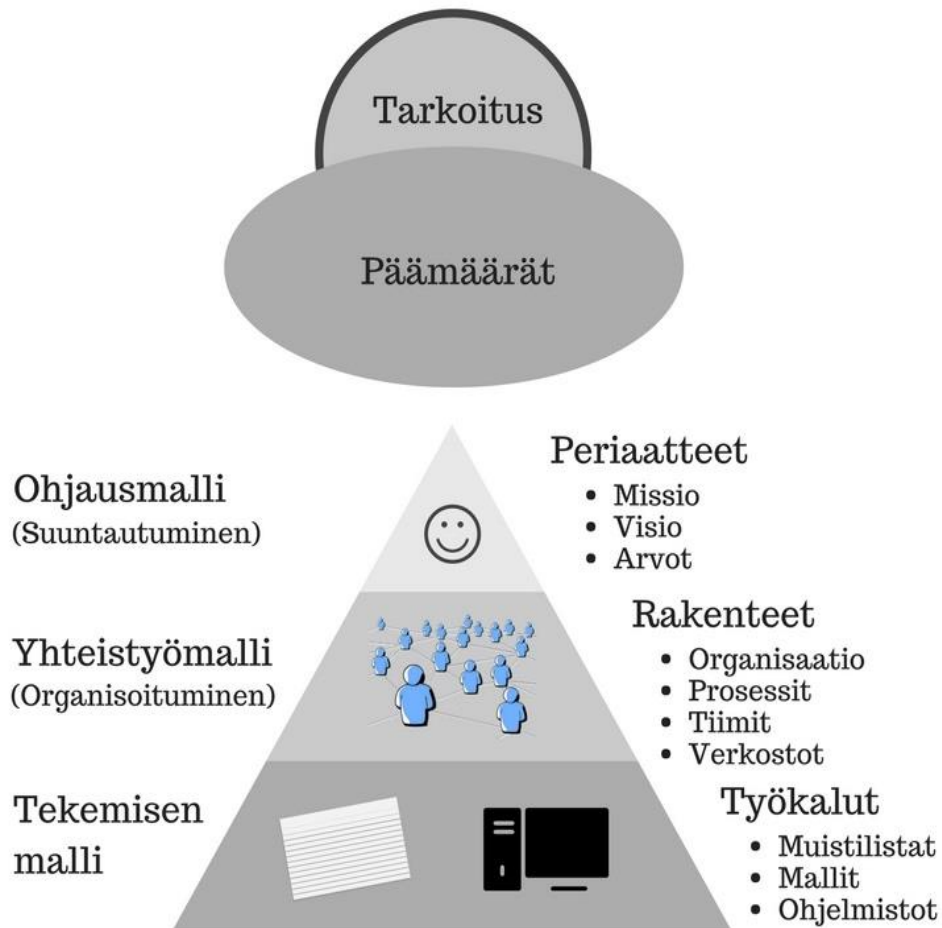 Tarkoitus
Päämäärät
Ohjausmalli
(Suuntautuminen)
Periaatteet
• Missio
• Visio
• Arvot
Yhteistyömalli
(Organisoituminen)
Rakenteet
• Organisaatio
• Prosessit
• Tiimit
• Verkostot
Tekemisen
malli
Työkalut
• Muistilistat
• Mallit
• Ohjelmistot